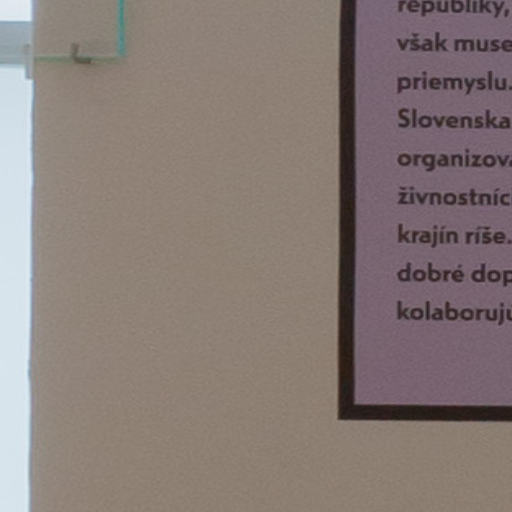 republiky,
však muse
priemyslu.
Slovenska
organizova
živnostníc
krajín ríše.
dobré dop
kolaborujú